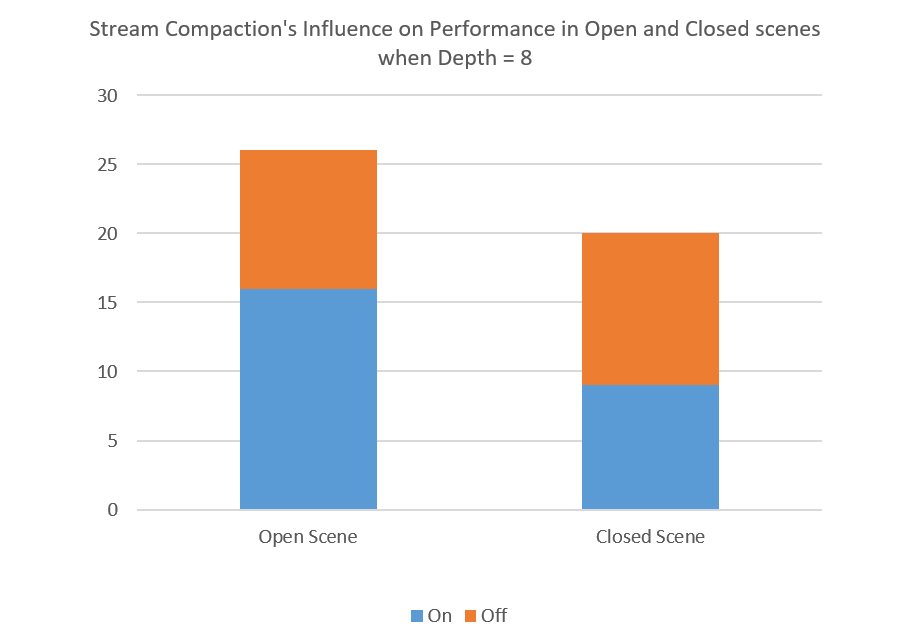 Stream Compaction's Influence on Performance in Open and Closed scenes
when Depth = 8
30
25
20
15
10
5
0
Open Scene Closed Scene
On Off